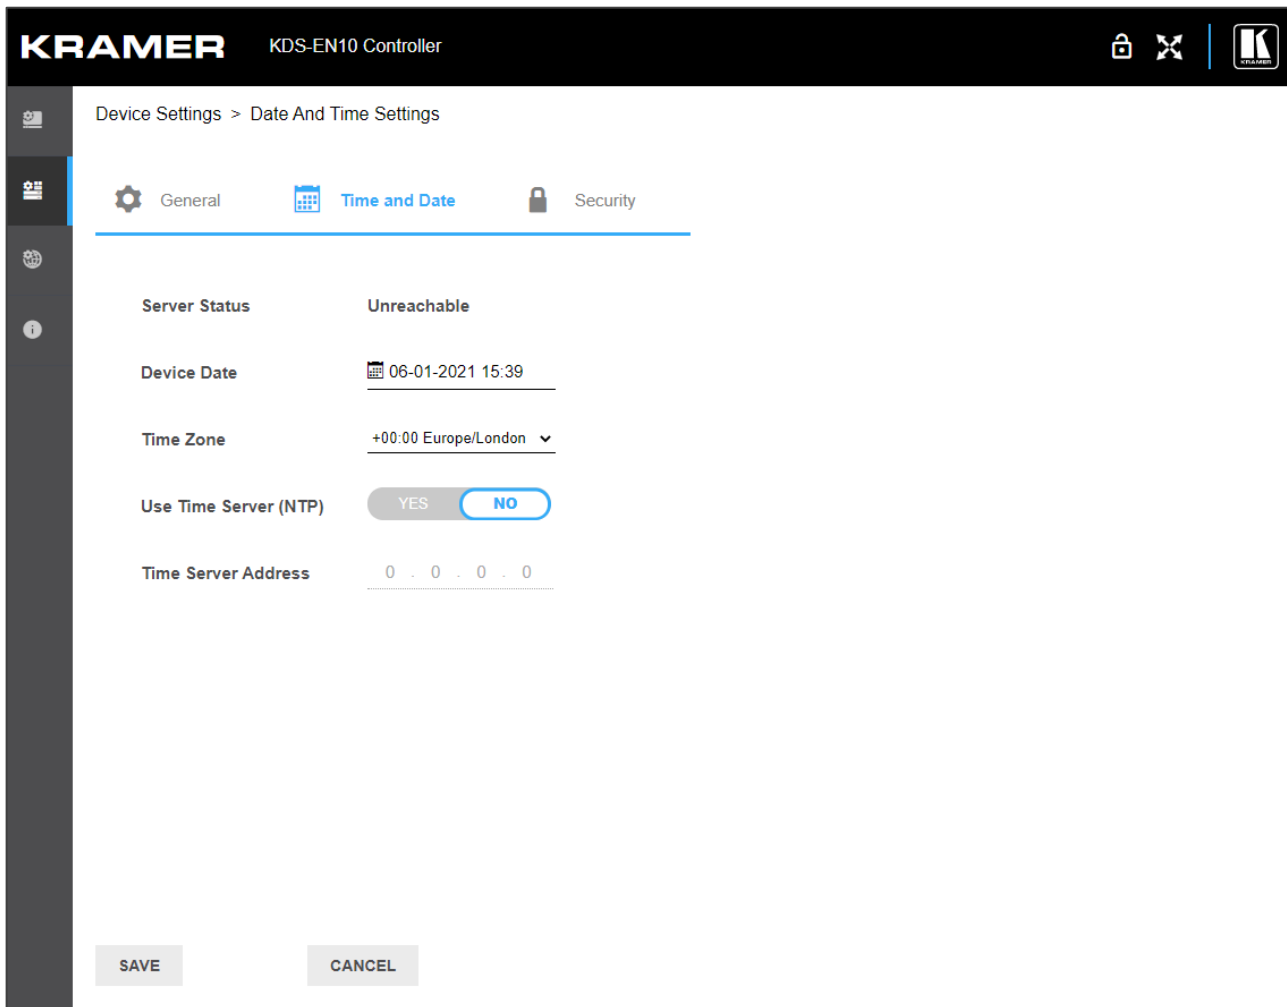 KRAMER KDS-EN10 Controller
KRAMER
Device Settings > Date And Time Settings
General Time and Date Security
Server Status Unreachable
Device Date 06-01-2021 15:39
Time Zone +00:00 Europe/London
Use Time Server (NTP) YES NO
Time Server Address 0 . 0 . 0 . 0
SAVE CANCEL